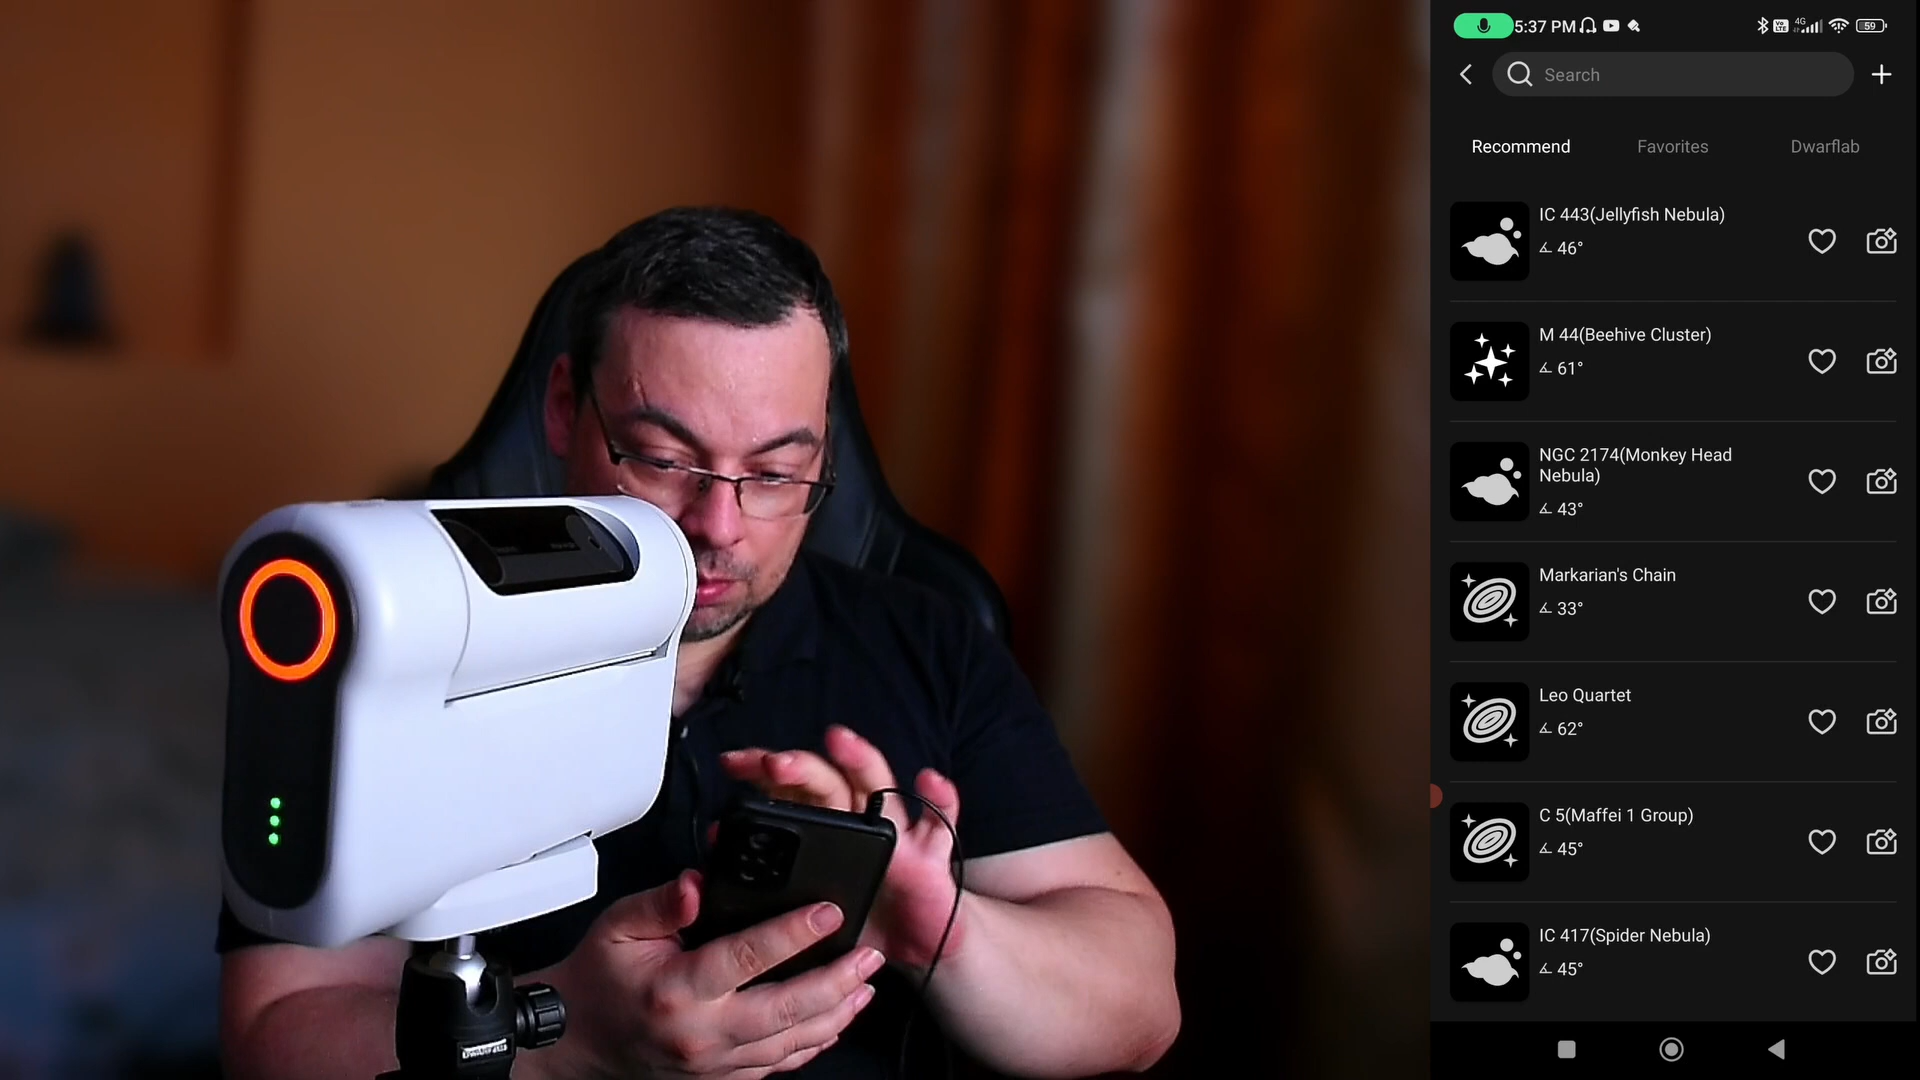 5:37 PM
4G
59
Search
Recommend
Favorites
Dwarflab
IC 443(Jellyfish Nebula)
46°
M 44(Beehive Cluster)
61°
NGC 2174(Monkey Head
Nebula)
43°
Markarian's Chain
33°
Leo Quartet
62°
C 5(Maffei 1 Group)
45°
IC 417(Spider Nebula)
45°